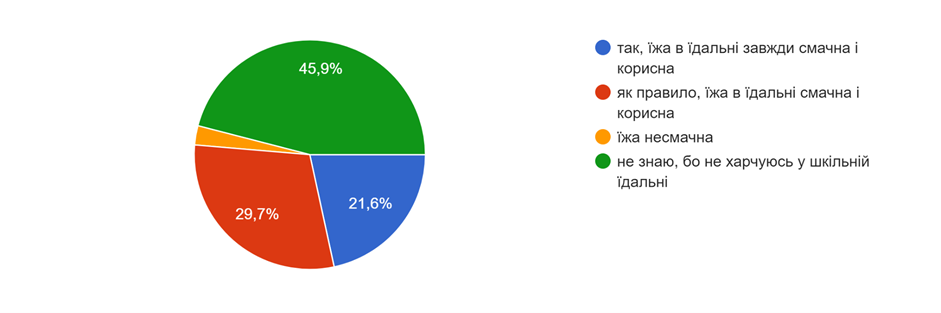 45,9%
29,7%
21,6%
так, їжа в їдальні завжди смачна і
корисна
як правило, їжа в їдальні смачна і
корисна
їжа несмачна
не знаю, бо не харчуюсь у шкільній
їдальні